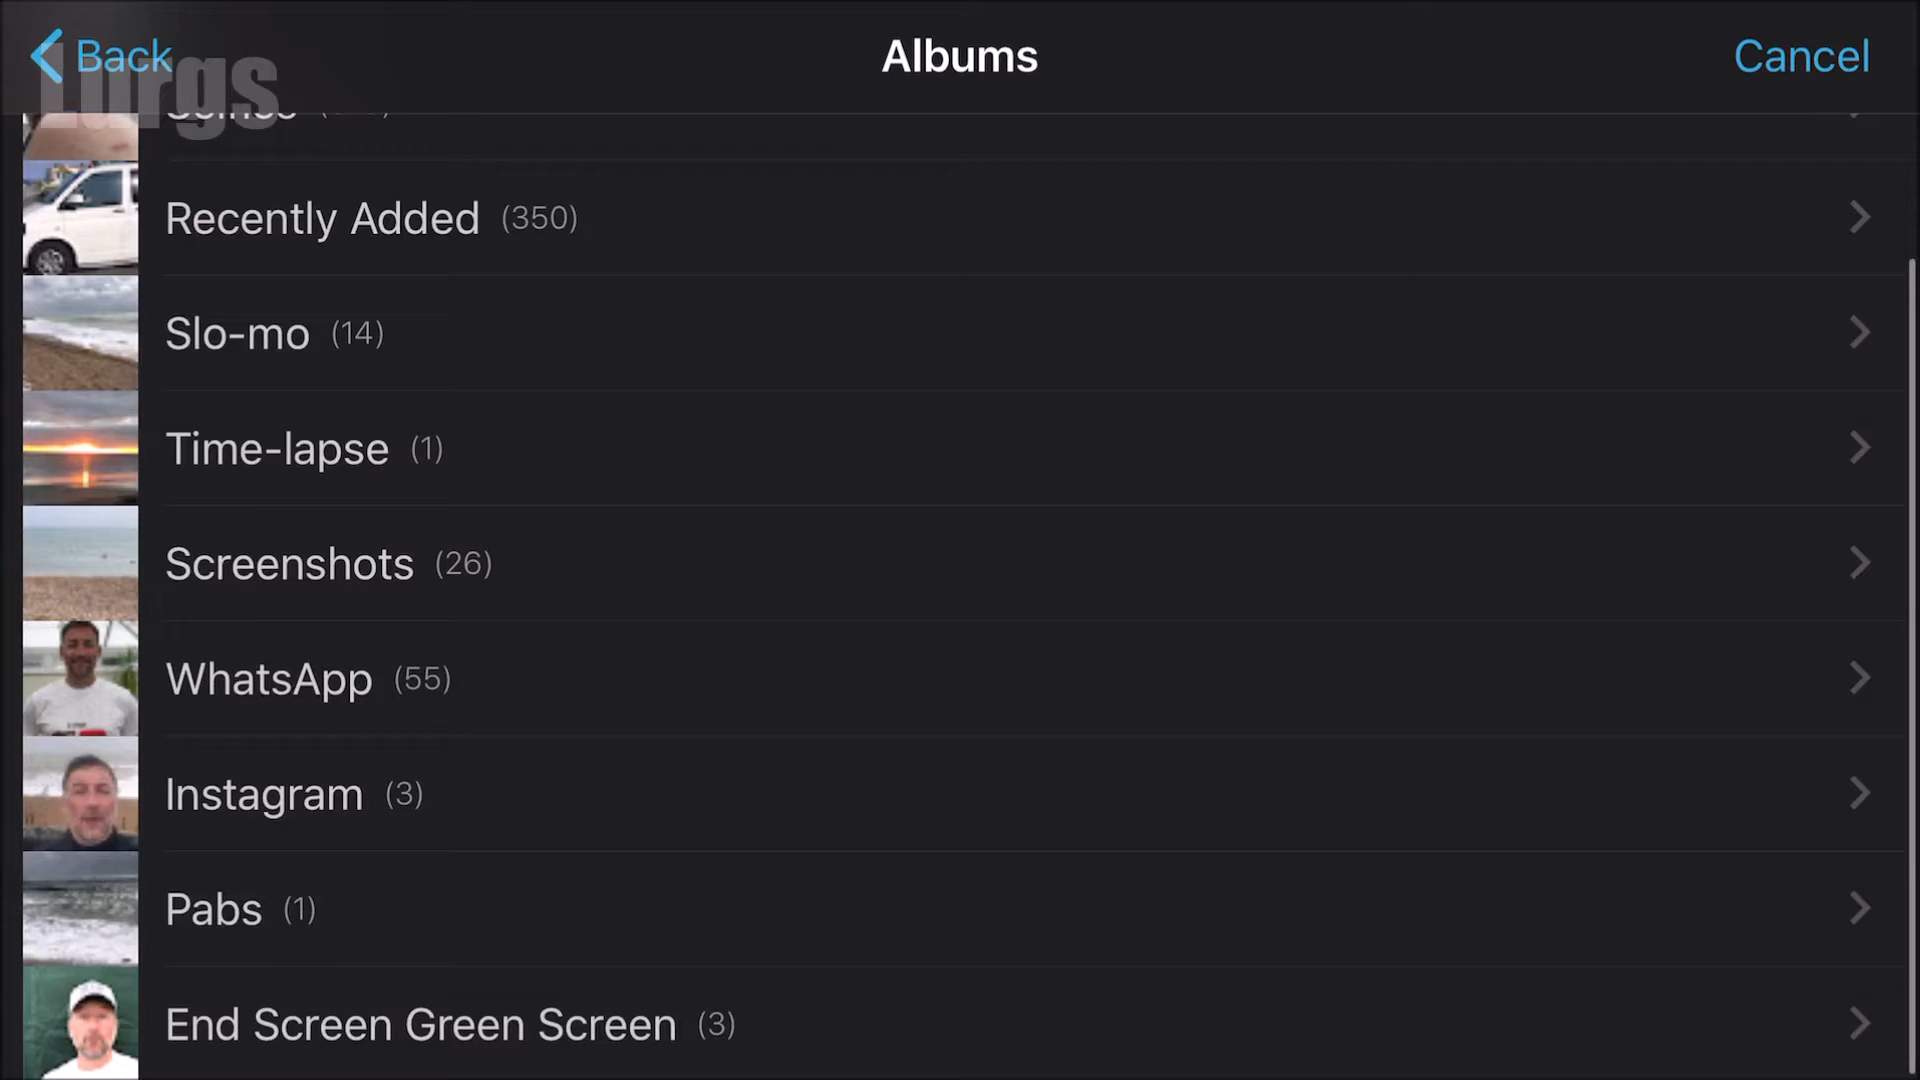 Back
Albums
Cancel
Lurgs
Recently Added (350)
Slo-mo (14)
Time-lapse (1)
Screenshots (26)
WhatsApp (55)
Instagram (3)
Pabs (1)
End Screen Green Screen (3)